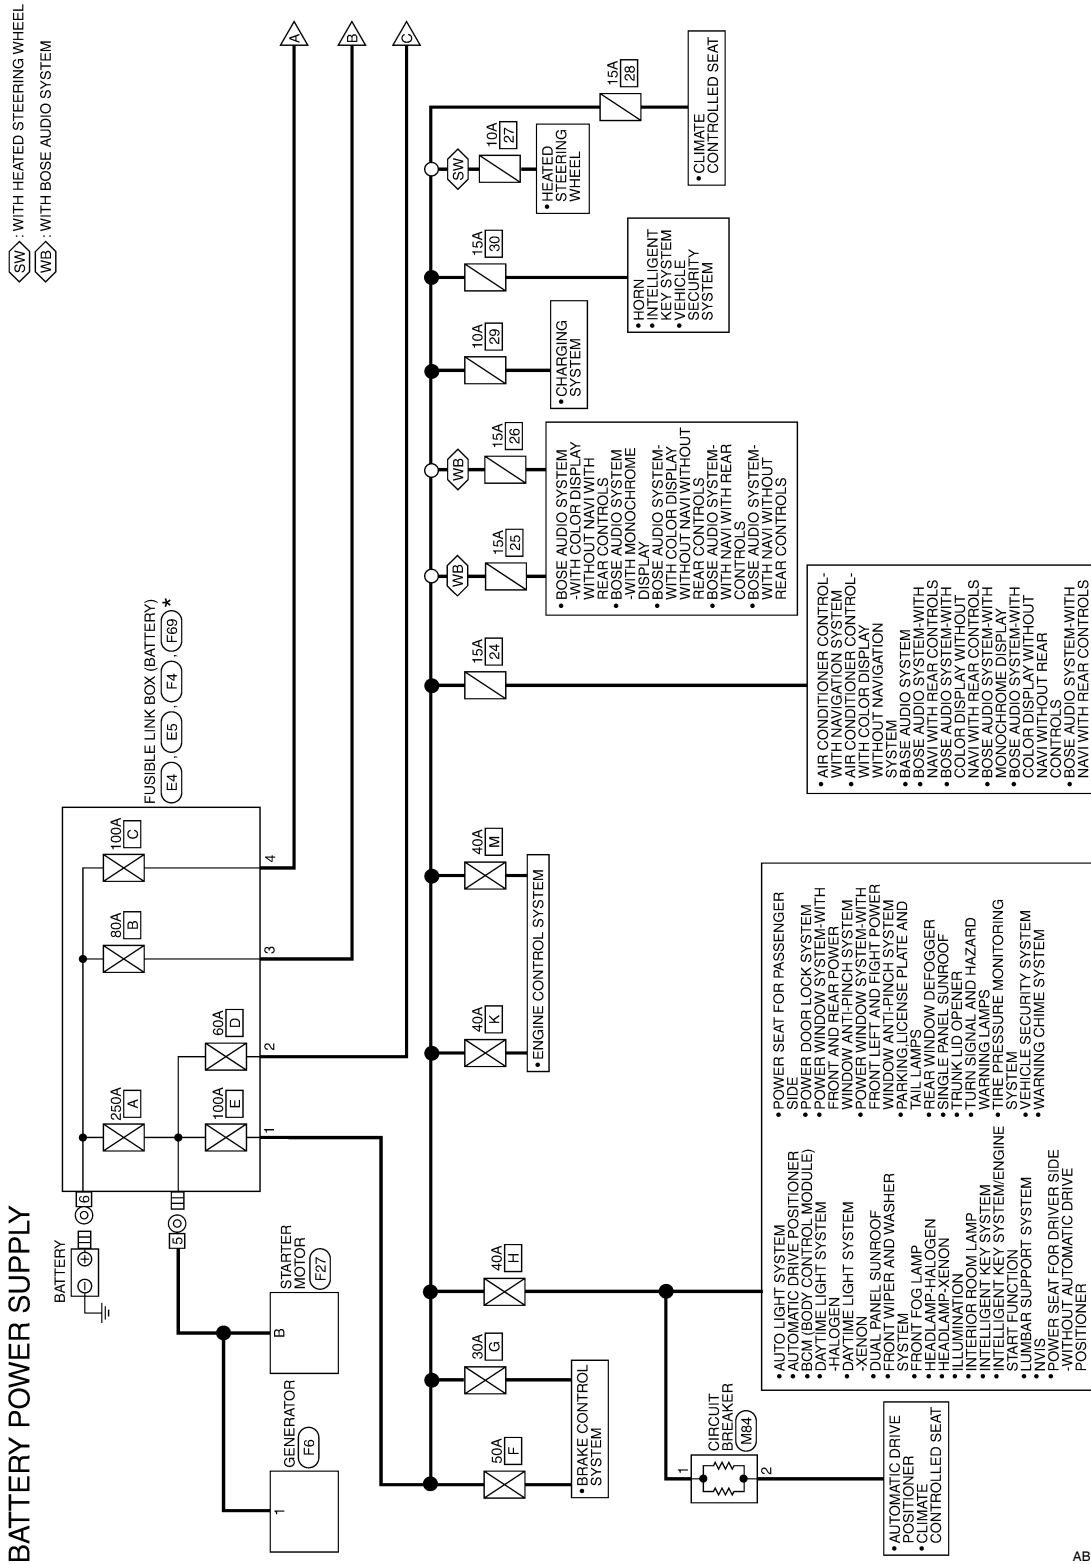 BATTERY POWER SUPPLY
SW : WITH HEATED STEERING WHEEL
WB : WITH BOSE AUDIO SYSTEM
BATTERY
6
5
250A
A
100A
E
60A
D
80A
B
100A
C
1
2
3
4
FUSIBLE LINK BOX (BATTERY)
E4 , E5 , F4 , F69 *
A
B
C
GENERATOR
F6
1
STARTER
MOTOR
F27
B
50A
F
30A
G
• BRAKE CONTROL
SYSTEM
40A
H
40A
K
40A
M
• ENGINE CONTROL SYSTEM
15A
24
WB
15A
25
WB
15A
26
10A
29
• CHARGING
SYSTEM
15A
30
• HORN
• INTELLIGENT
KEY SYSTEM
• VEHICLE
SECURITY
SYSTEM
SW
10A
27
• HEATED
STEERING
WHEEL
15A
28
• CLIMATE
CONTROLLED SEAT
• BOSE AUDIO SYSTEM
-WITH COLOR DISPLAY
WITHOUT NAVI WITH
REAR CONTROLS
• BOSE AUDIO SYSTEM
-WITH MONOCHROME
DISPLAY
• BOSE AUDIO SYSTEM-
WITH COLOR DISPLAY
WITHOUT NAVI WITHOUT
REAR CONTROLS
• BOSE AUDIO SYSTEM-
WITH NAVI WITH REAR
CONTROLS
• BOSE AUDIO SYSTEM-
WITH NAVI WITHOUT
REAR CONTROLS
• AIR CONDITIONER CONTROL-
WITH NAVIGATION SYSTEM
• AIR CONDITIONER CONTROL-
WITH COLOR DISPLAY
WITHOUT NAVIGATION
SYSTEM
• BASE AUDIO SYSTEM
• BOSE AUDIO SYSTEM-WITH
NAVI WITH REAR CONTROLS
• BOSE AUDIO SYSTEM-WITH
COLOR DISPLAY WITHOUT
NAVI WITH REAR CONTROLS
• BOSE AUDIO SYSTEM-WITH
MONOCHROME DISPLAY
• BOSE AUDIO SYSTEM-WITH
COLOR DISPLAY WITHOUT
NAVI WITHOUT REAR
CONTROLS
• BOSE AUDIO SYSTEM-WITH
NAVI WITH REAR CONTROLS
CIRCUIT
BREAKER
M84
1
2
• AUTOMATIC DRIVE
POSITIONER
• CLIMATE
CONTROLLED SEAT
• AUTO LIGHT SYSTEM
• AUTOMATIC DRIVE POSITIONER
• BCM (BODY CONTROL MODULE)
• DAYTIME LIGHT SYSTEM
-HALOGEN
• DAYTIME LIGHT SYSTEM
-XENON
• DUAL PANEL SUNROOF
• FRONT WIPER AND WASHER
SYSTEM
• FRONT FOG LAMP
• HEADLAMP-HALOGEN
• HEADLAMP-XENON
• ILLUMINATION
• INTERIOR ROOM LAMP
• INTELLIGENT KEY SYSTEM
• INTELLIGENT KEY SYSTEM/ENGINE
START FUNCTION
• LUMBAR SUPPORT SYSTEM
• NVIS
• POWER SEAT FOR DRIVER SIDE
-WITHOUT AUTOMATIC DRIVE
POSITIONER
• POWER SEAT FOR PASSENGER
SIDE
• POWER DOOR LOCK SYSTEM
• POWER WINDOW SYSTEM-WITH
FRONT AND REAR POWER
WINDOW ANTI-PINCH SYSTEM
• POWER WINDOW SYSTEM-WITH
FRONT LEFT AND FIGHT POWER
WINDOW ANTI-PINCH SYSTEM
• PARKING,LICENSE PLATE AND
TAIL LAMPS
• REAR WINDOW DEFOGGER
• SINGLE PANEL SUNROOF
• TRUNK LID OPENER
• TURN SIGNAL AND HAZARD
WARNING LAMPS
• TIRE PRESSURE MONITORING
SYSTEM
• VEHICLE SECURITY SYSTEM
• WARNING CHIME SYSTEM
AB